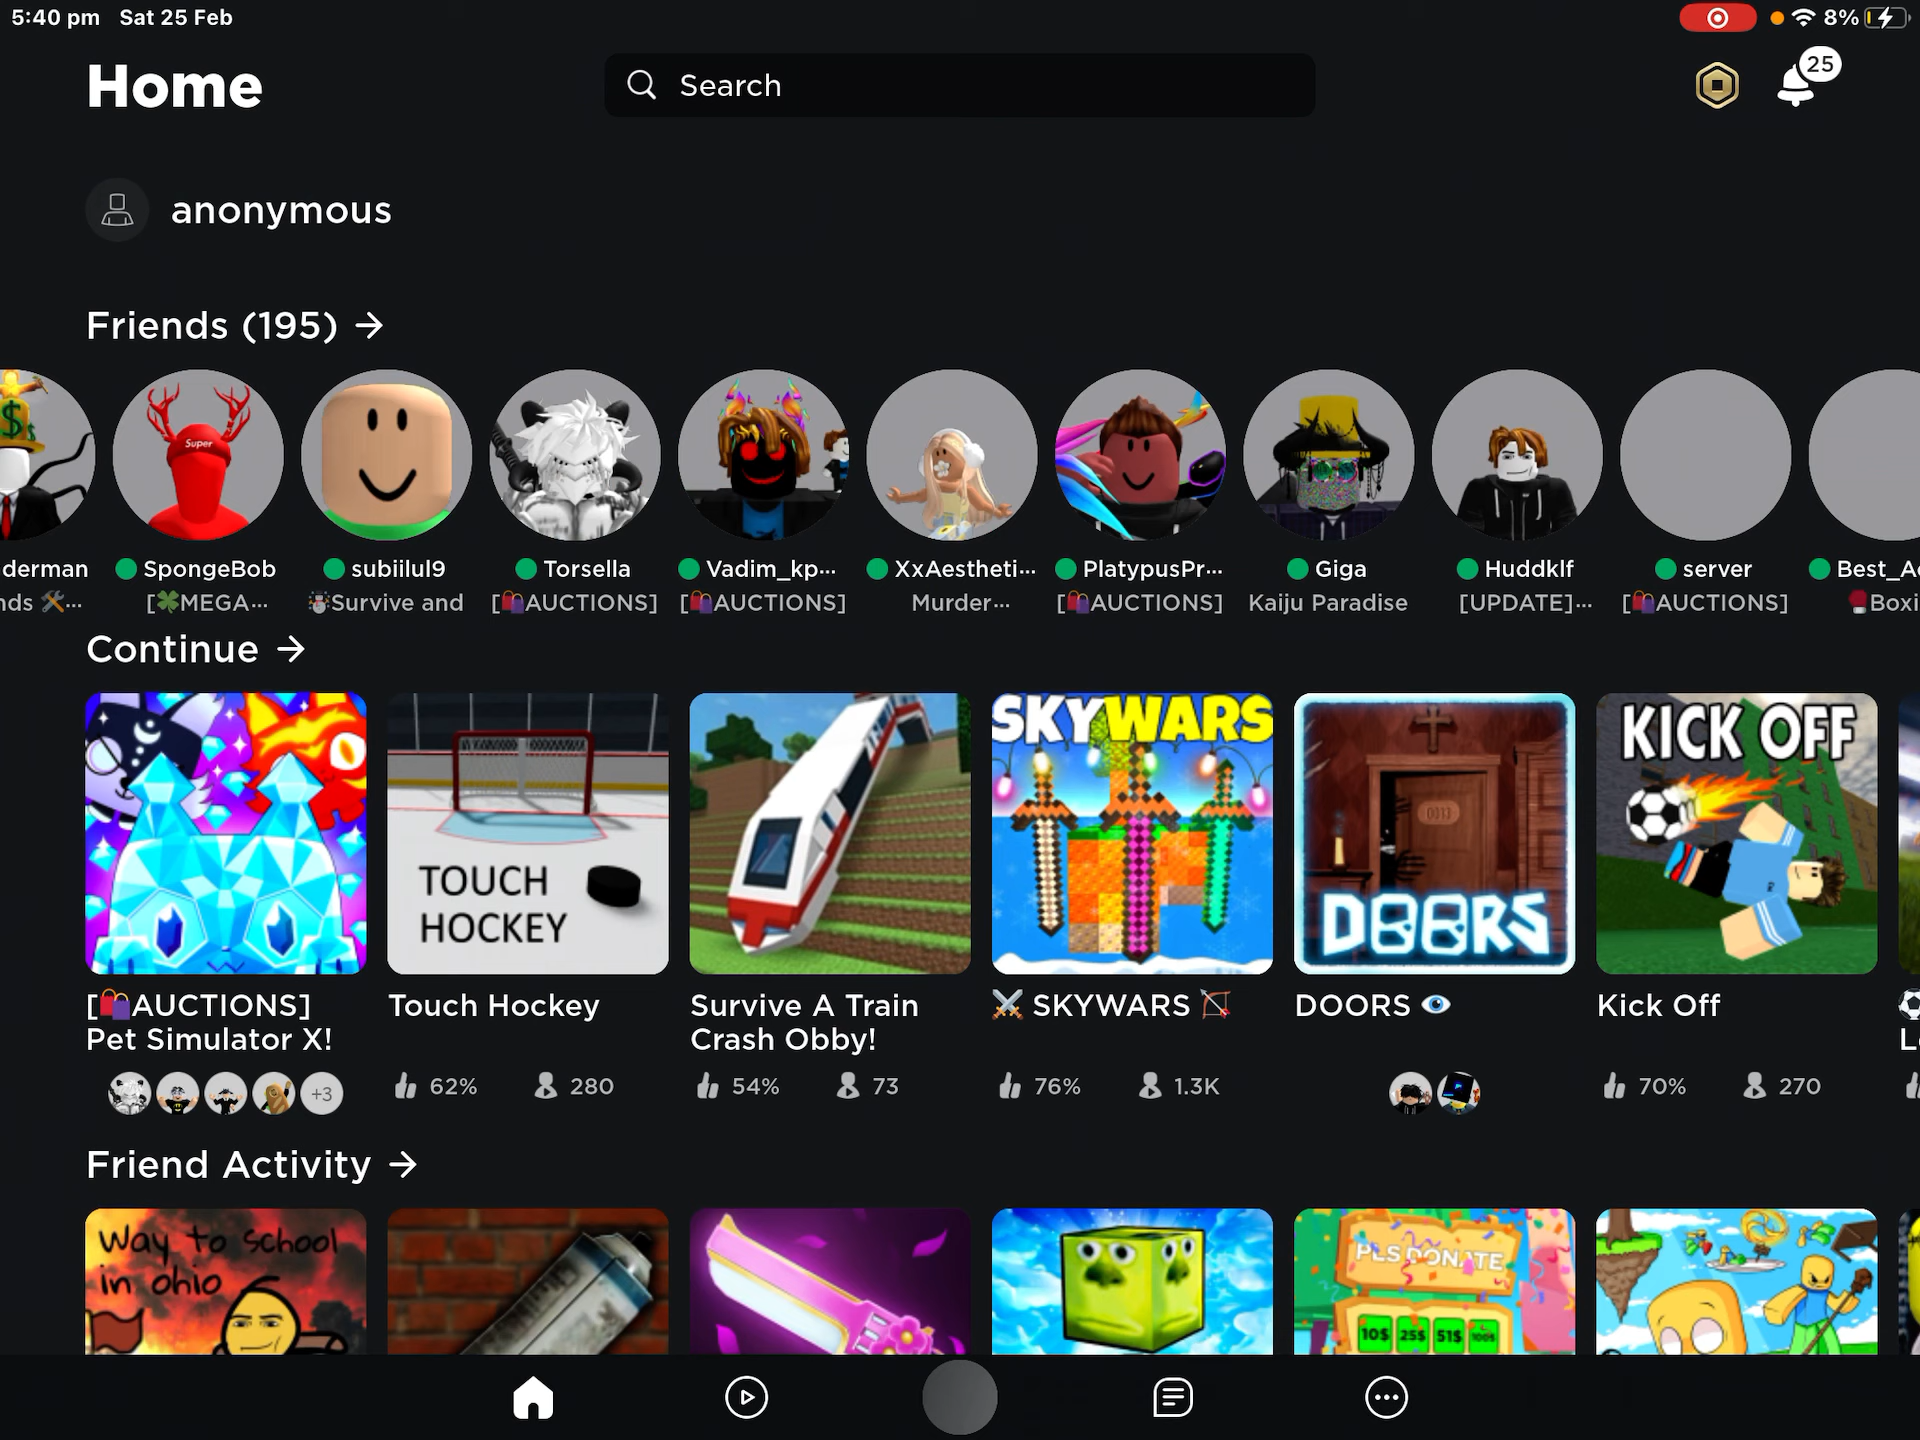 5:40 pm Sat 25 Feb
8%
Home
Search
25
anonymous
Friends (195) →
Super
derman
SpongeBob
subiilul9
Torsella
Vadim_kp...
XxAestheti...
PlatypusPr...
Giga
Huddklf
server
Best_A
nds 🛠...
[🍀MEGA...
⛄Survive and
[🛍AUCTIONS]
[🛍AUCTIONS]
Murder...
[🛍AUCTIONS]
Kaiju Paradise
[UPDATE]...
[🛍AUCTIONS]
🥊Boxi
Continue →
TOUCH
HOCKEY
SKYWARS
DOORS
KICK OFF
[🛍AUCTIONS]
Pet Simulator X!
+3
Touch Hockey
62% 280
Survive A Train
Crash Obby!
54% 73
⚔ SKYWARS 🏹
76% 1.3K
DOORS 👁
Kick Off
70% 270
Friend Activity →
Way to School
in ohio
PLS DONATE
10$ 25$ 51$ 100$